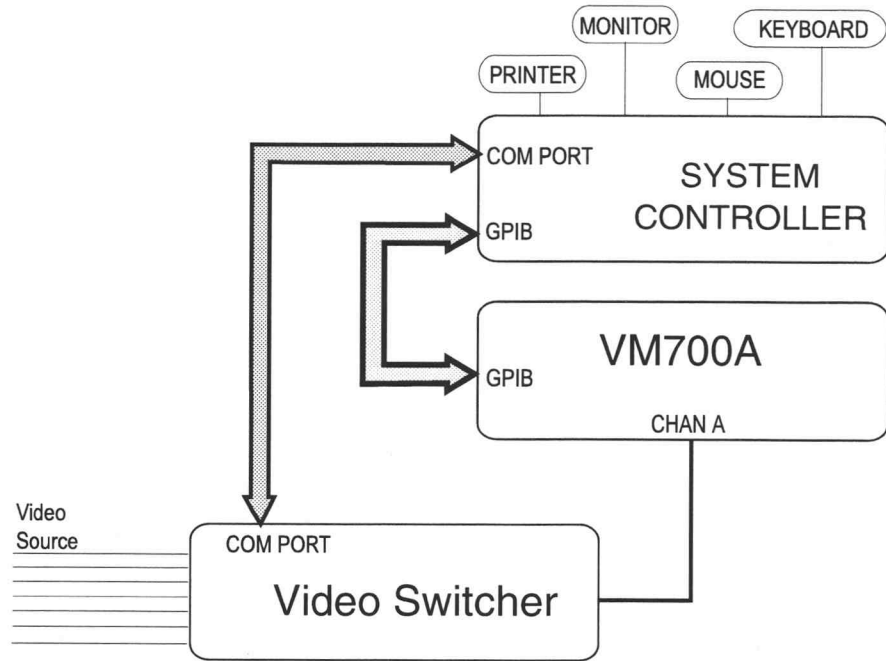 MONITOR
KEYBOARD
PRINTER
MOUSE
COM PORT
SYSTEM
CONTROLLER
GPIB
VM700A
GPIB
CHAN A
Video
Source
COM PORT
Video Switcher